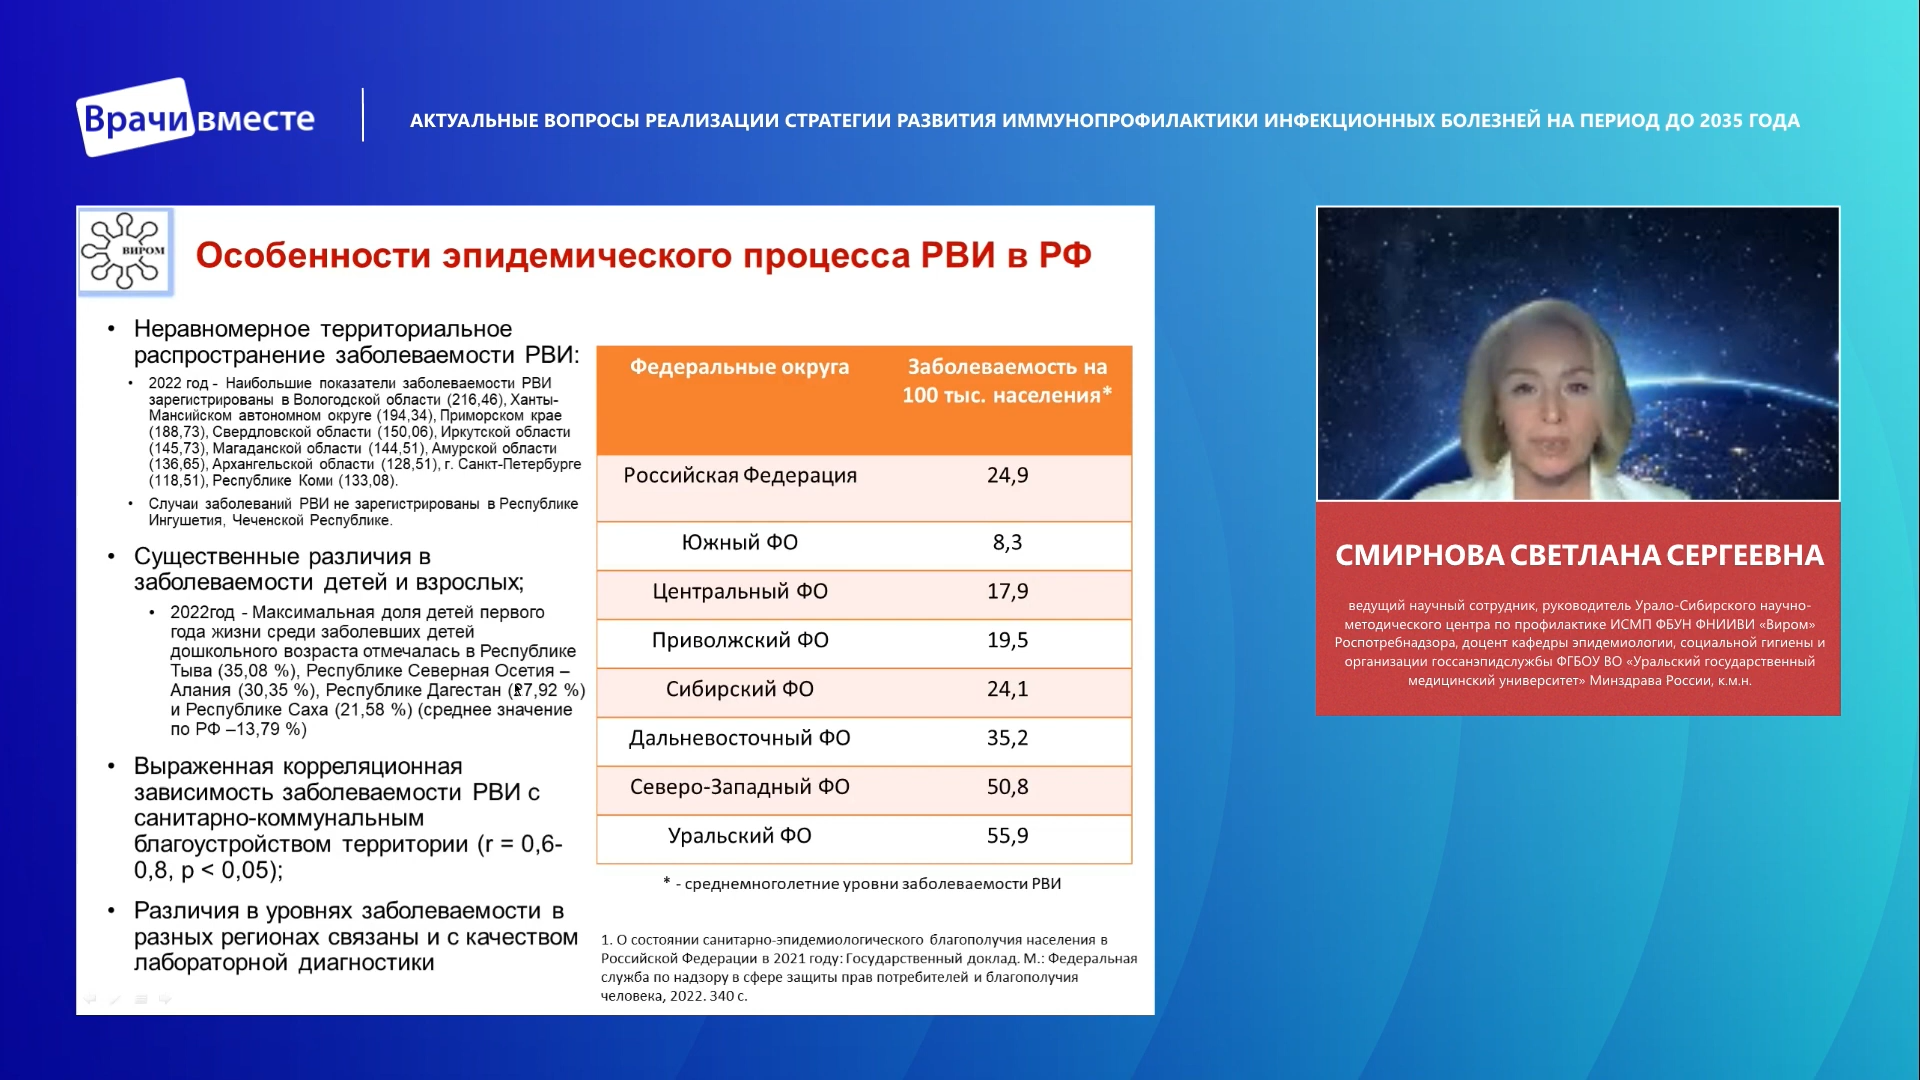 Врачи вместе
АКТУАЛЬНЫЕ ВОПРОСЫ РЕАЛИЗАЦИИ СТРАТЕГИИ РАЗВИТИЯ ИММУНОПРОФИЛАКТИКИ ИНФЕКЦИОННЫХ БОЛЕЗНЕЙ НА ПЕРИОД ДО 2035 ГОДА
ВИРОМ
Особенности эпидемического процесса РВИ в РФ
• Неравномерное территориальное
распространение заболеваемости РВИ:
• 2022 год - Наибольшие показатели заболеваемости РВИ
зарегистрированы в Вологодской области (216,46), Ханты-
Мансийском автономном округе (194,34), Приморском крае
(188,73), Свердловской области (150,06), Иркутской области
(145,73), Магаданской области (144,51), Амурской области
(136,65), Архангельской области (128,51), г. Санкт-Петербурге
(118,51), Республике Коми (133,08).
• Случаи заболеваний РВИ не зарегистрированы в Республике
Ингушетия, Чеченской Республике.
• Существенные различия в
заболеваемости детей и взрослых;
• 2022год - Максимальная доля детей первого
года жизни среди заболевших детей
дошкольного возраста отмечалась в Республике
Тыва (35,08 %), Республике Северная Осетия –
Алания (30,35 %), Республике Дагестан (27,92 %)
и Республике Саха (21,58 %) (среднее значение
по РФ –13,79 %)
• Выраженная корреляционная
зависимость заболеваемости РВИ с
санитарно-коммунальным
благоустройством территории (r = 0,6-
0,8, p < 0,05);
• Различия в уровнях заболеваемости в
разных регионах связаны и с качеством
лабораторной диагностики
Федеральные округа Заболеваемость на
100 тыс. населения*
Российская Федерация 24,9
Южный ФО 8,3
Центральный ФО 17,9
Приволжский ФО 19,5
Сибирский ФО 24,1
Дальневосточный ФО 35,2
Северо-Западный ФО 50,8
Уральский ФО 55,9
* - среднемноголетние уровни заболеваемости РВИ
1. О состоянии санитарно-эпидемиологического благополучия населения в
Российской Федерации в 2021 году: Государственный доклад. М.: Федеральная
служба по надзору в сфере защиты прав потребителей и благополучия
человека, 2022. 340 с.
СМИРНОВА СВЕТЛАНА СЕРГЕЕВНА
ведущий научный сотрудник, руководитель Урало-Сибирского научно-
методического центра по профилактике ИСМП ФБУН ФНИИВИ «Виром»
Роспотребнадзора, доцент кафедры эпидемиологии, социальной гигиены и
организации госсанэпидслужбы ФГБОУ ВО «Уральский государственный
медицинский университет» Минздрава России, к.м.н.